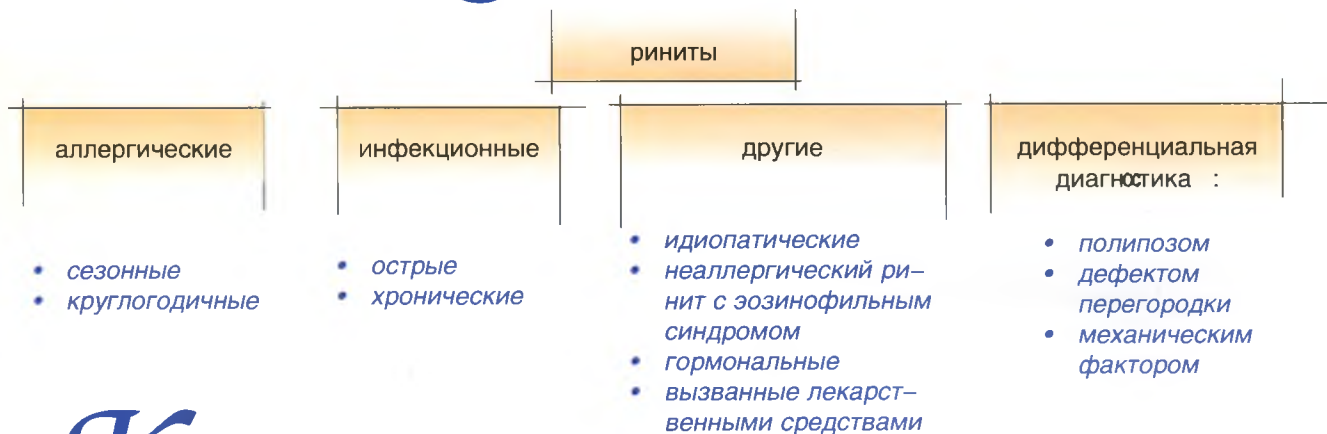 риниты
аллергические
• сезонные
• круглогодичные
инфекционные
• острые
• хронические
другие
• идиопатические
• неаллергический ри–
нит с эозинофильным
синдромом
• гормональные
• вызванные лекарст–
венными средствами
дифференциальная
диагностика :
• полипозом
• дефектом
перегородки
• механическим
фактором